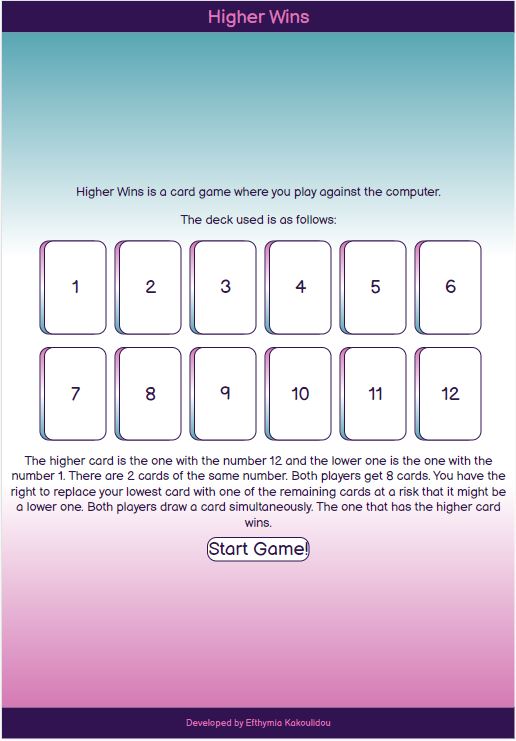 Higher Wins
Higher Wins is a card game where you play against the computer.
The deck used is as follows:
1 2 3 4 5 6
7 8 9 10 11 12
The higher card is the one with the number 12 and the lower one is the one with the
number 1. There are 2 cards of the same number. Both players get 8 cards. You have the
right to replace your lowest card with one of the remaining cards at a risk that it might be
a lower one. Both players draw a card simultaneously. The one that has the higher card
wins.
Start Game!
Developed by Efthymia Kakoulidou